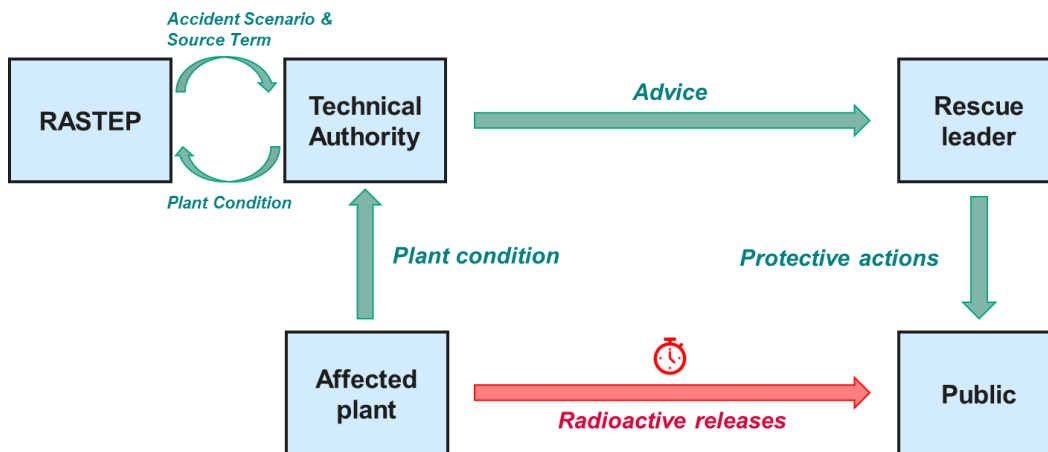 Accident Scenario &
Source Term
RASTEP
Technical
Authority
Advice
Rescue
leader
Plant Condition
Plant condition
Protective actions
Affected
plant
Radioactive releases
Public